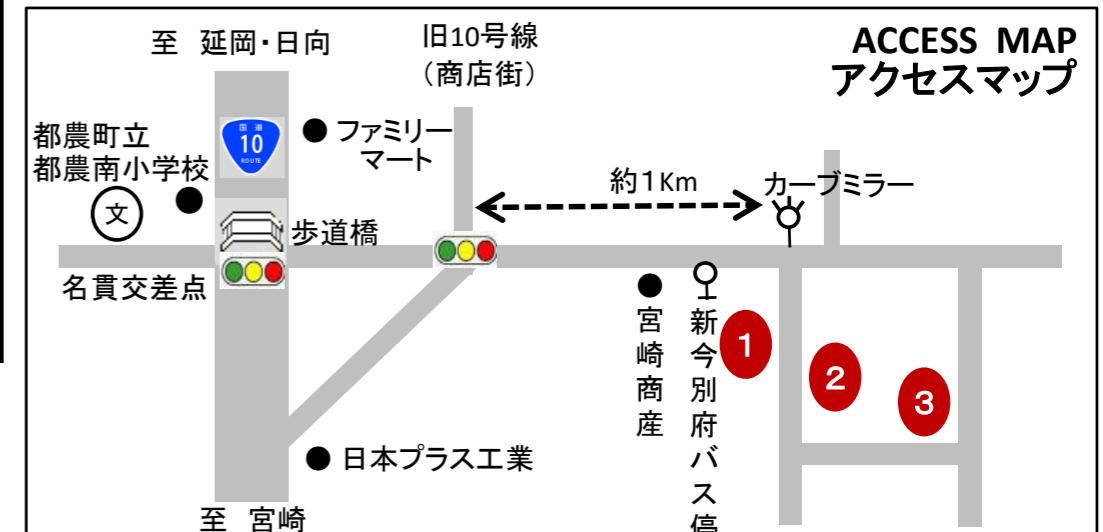 ACCESS MAP
アクセスマップ
至 延岡・日向
旧10号線
（商店街）
国道
10
ROUTE
ファミリー
マート
都農町立
都農南小学校
文
歩道橋
名貫交差点
約１Km
カーブミラー
宮崎商産
新今別府バス停
1
2
3
日本プラス工業
至 宮崎